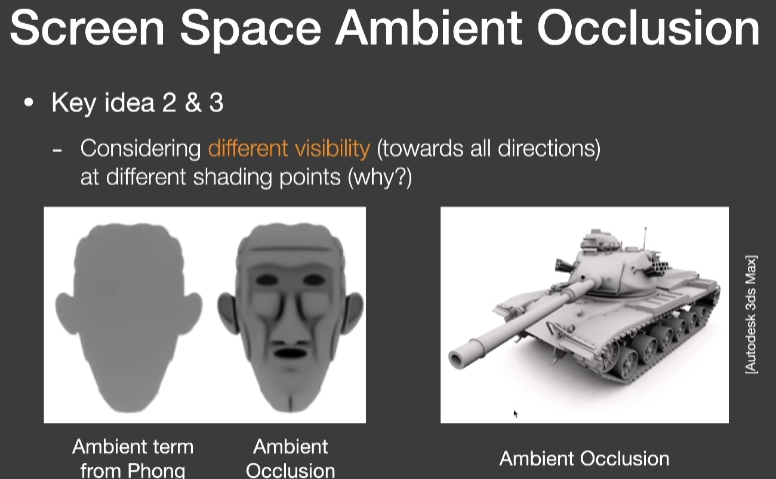 Screen Space Ambient Occlusion
• Key idea 2 & 3
– Considering different visibility (towards all directions)
at different shading points (why?)
[Autodesk 3ds Max]
Ambient term
from Phong
Ambient
Occlusion
Ambient Occlusion